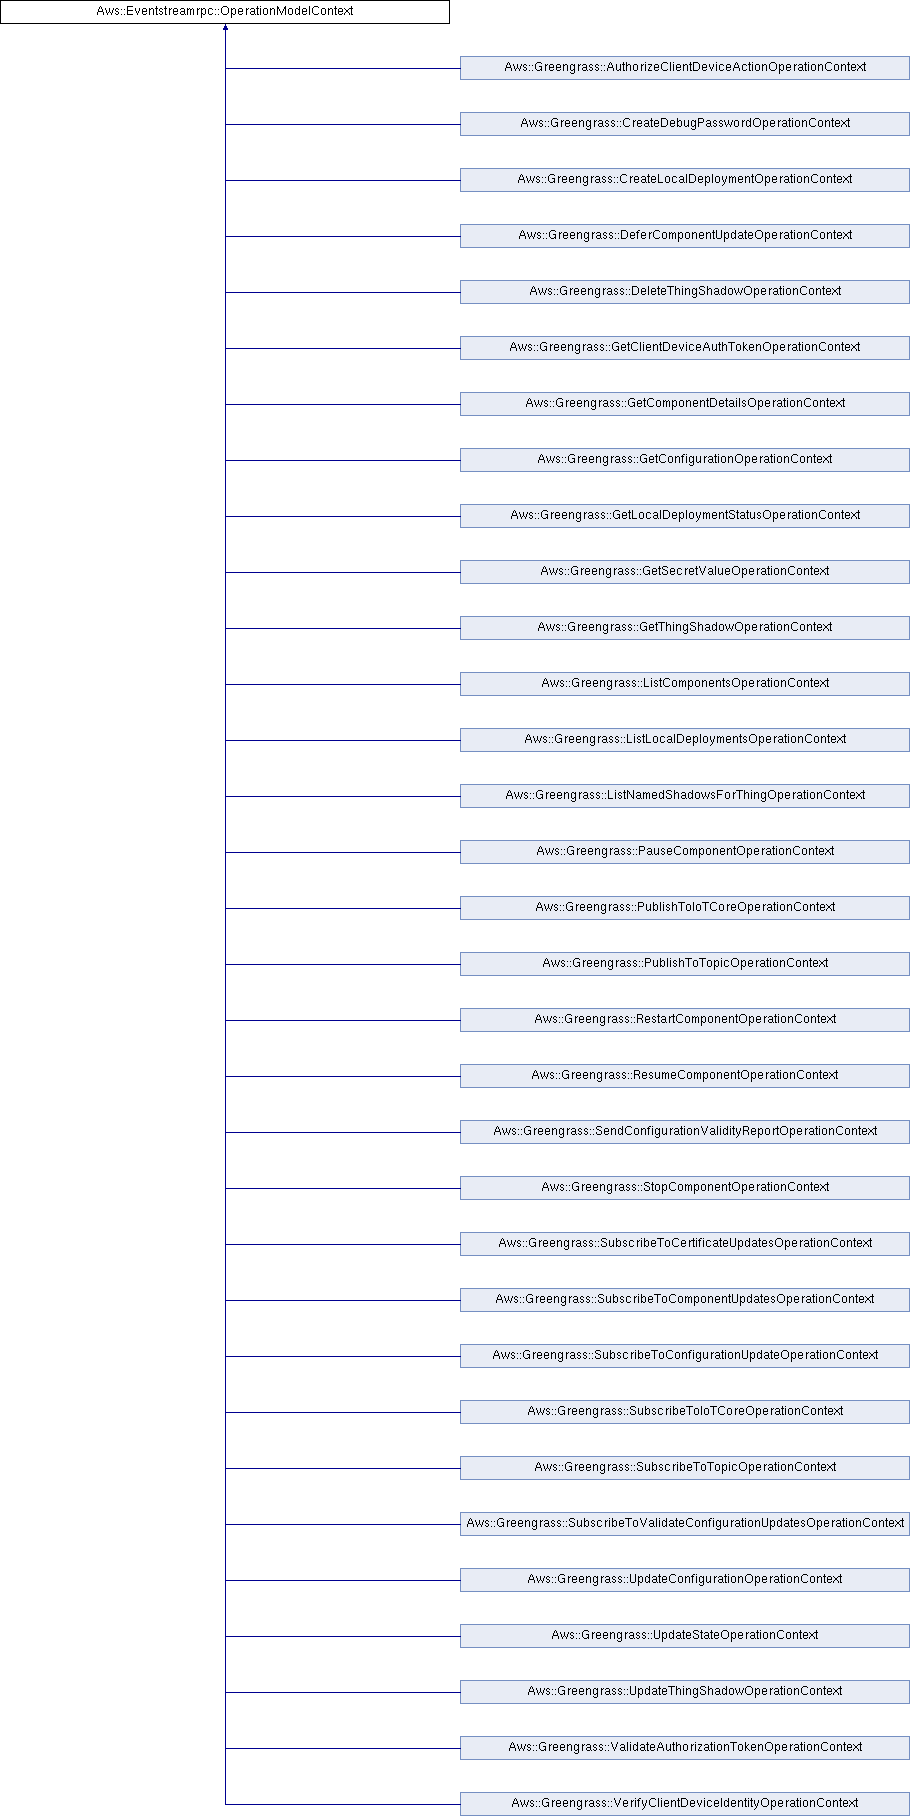 Aws::Eventstreamrpc::OperationModelContext
Aws::Greengrass::AuthorizeClientDeviceActionOperationContext
Aws::Greengrass::CreateDebugPasswordOperationContext
Aws::Greengrass::CreateLocalDeploymentOperationContext
Aws::Greengrass::DeferComponentUpdateOperationContext
Aws::Greengrass::DeleteThingShadowOperationContext
Aws::Greengrass::GetClientDeviceAuthTokenOperationContext
Aws::Greengrass::GetComponentDetailsOperationContext
Aws::Greengrass::GetConfigurationOperationContext
Aws::Greengrass::GetLocalDeploymentStatusOperationContext
Aws::Greengrass::GetSecretValueOperationContext
Aws::Greengrass::GetThingShadowOperationContext
Aws::Greengrass::ListComponentsOperationContext
Aws::Greengrass::ListLocalDeploymentsOperationContext
Aws::Greengrass::ListNamedShadowsForThingOperationContext
Aws::Greengrass::PauseComponentOperationContext
Aws::Greengrass::PublishToIoTCoreOperationContext
Aws::Greengrass::PublishToTopicOperationContext
Aws::Greengrass::RestartComponentOperationContext
Aws::Greengrass::ResumeComponentOperationContext
Aws::Greengrass::SendConfigurationValidityReportOperationContext
Aws::Greengrass::StopComponentOperationContext
Aws::Greengrass::SubscribeToCertificateUpdatesOperationContext
Aws::Greengrass::SubscribeToComponentUpdatesOperationContext
Aws::Greengrass::SubscribeToConfigurationUpdateOperationContext
Aws::Greengrass::SubscribeToIoTCoreOperationContext
Aws::Greengrass::SubscribeToTopicOperationContext
Aws::Greengrass::SubscribeToValidateConfigurationUpdatesOperationContext
Aws::Greengrass::UpdateConfigurationOperationContext
Aws::Greengrass::UpdateStateOperationContext
Aws::Greengrass::UpdateThingShadowOperationContext
Aws::Greengrass::ValidateAuthorizationTokenOperationContext
Aws::Greengrass::VerifyClientDeviceIdentityOperationContext